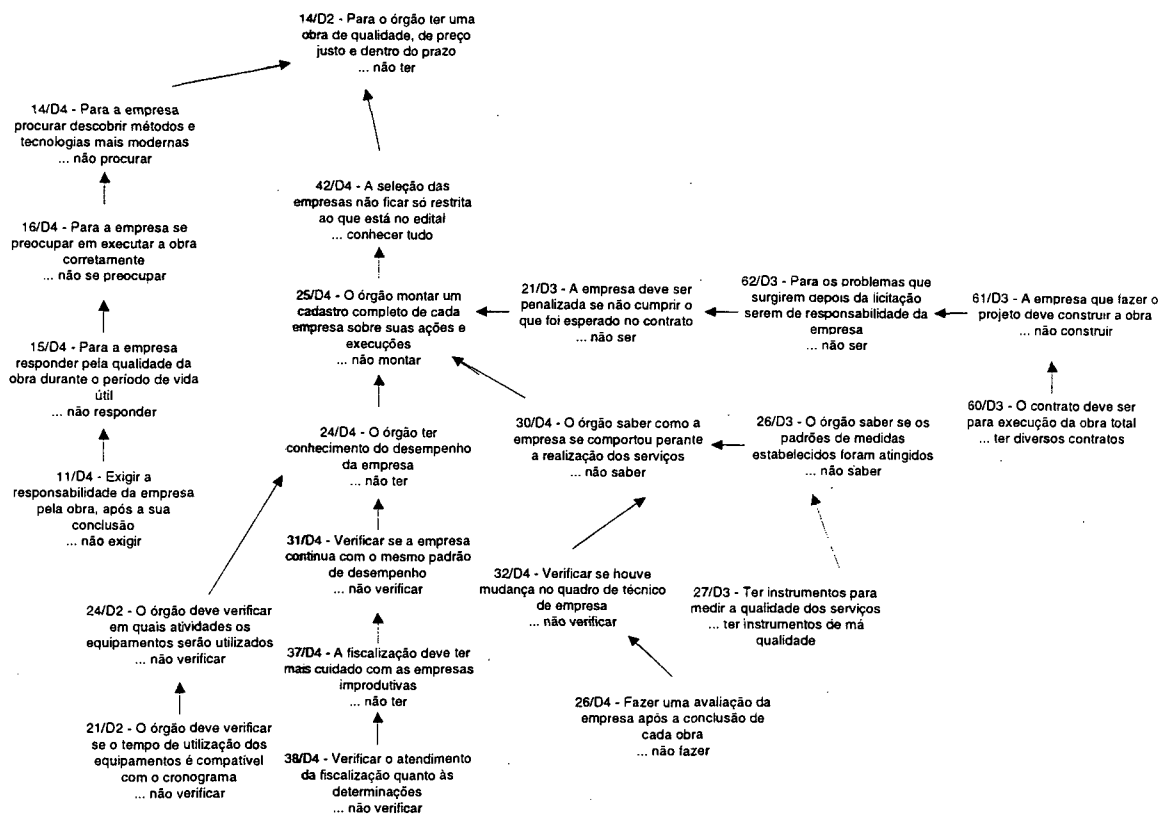 14/D2 - Para o órgão ter uma
obra de qualidade, de preço
justo e dentro do prazo
... não ter
14/D4 - Para a empresa
procurar descobrir métodos e
tecnologias mais modernas
... não procurar
42/D4 - A seleção das
empresas não ficar só restrita
ao que está no edital
... conhecer tudo
16/D4 - Para a empresa se
preocupar em executar a obra
corretamente
... não se preocupar
25/D4 - O órgão montar um
cadastro completo de cada
empresa sobre suas ações e
execuções
... não montar
21/D3 - A empresa deve ser
penalizada se não cumprir o
que foi esperado no contrato
... não ser
62/D3 - Para os problemas que
surgirem depois da licitação
serem de responsabilidade da
empresa
... não ser
61/D3 - A empresa que fazer o
projeto deve construir a obra
... não construir
15/D4 - Para a empresa
responder pela qualidade da
obra durante o período de vida
útil
... não responder
24/D4 - O órgão ter
conhecimento do desempenho
da empresa
... não ter
30/D4 - O órgão saber como a
empresa se comportou perante
a realização dos serviços
... não saber
26/D3 - O órgão saber se os
padrões de medidas
estabelecidos foram atingidos
... não saber
60/D3 - O contrato deve ser
para execução da obra total
... ter diversos contratos
11/D4 - Exigir a
responsabilidade da empresa
pela obra, após a sua
conclusão
... não exigir
31/D4 - Verificar se a empresa
continua com o mesmo padrão
de desempenho
... não verificar
32/D4 - Verificar se houve
mudança no quadro de técnico
de empresa
... não verificar
27/D3 - Ter instrumentos para
medir a qualidade dos serviços
... ter instrumentos de má
qualidade
24/D2 - O órgão deve verificar
em quais atividades os
equipamentos serão utilizados
... não verificar
37/D4 - A fiscalização deve ter
mais cuidado com as empresas
improdutivas
... não ter
26/D4 - Fazer uma avaliação da
empresa após a conclusão de
cada obra
... não fazer
21/D2 - O órgão deve verificar
se o tempo de utilização dos
equipamentos é compatível
com o cronograma
... não verificar
38/D4 - Verificar o atendimento
da fiscalização quanto às
determinações
... não verificar